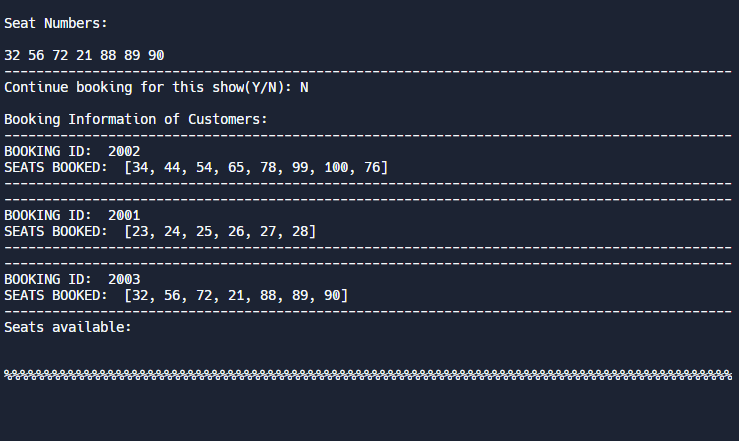 Seat Numbers:
32 56 72 21 88 89 90
-------------------------------------------------------------------------------------------
Continue booking for this show(Y/N): N
Booking Information of Customers:
-------------------------------------------------------------------------------------------
BOOKING ID:  2002
SEATS BOOKED:  [34, 44, 54, 65, 78, 99, 100, 76]
-------------------------------------------------------------------------------------------
-------------------------------------------------------------------------------------------
BOOKING ID:  2001
SEATS BOOKED:  [23, 24, 25, 26, 27, 28]
-------------------------------------------------------------------------------------------
-------------------------------------------------------------------------------------------
BOOKING ID:  2003
SEATS BOOKED:  [32, 56, 72, 21, 88, 89, 90]
-------------------------------------------------------------------------------------------
Seats available:
%%%%%%%%%%%%%%%%%%%%%%%%%%%%%%%%%%%%%%%%%%%%%%%%%%%%%%%%%%%%%%%%%%%%%%%%%%%%%%%%%%%%%%%%%%%%%